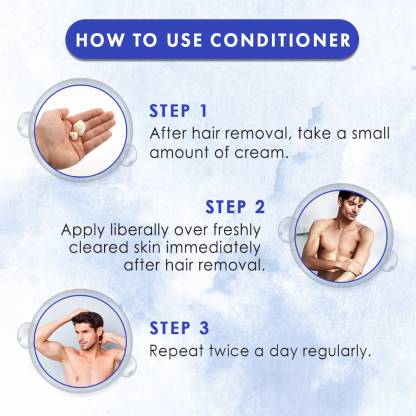 HOW TO USE CONDITIONER
STEP 1
After hair removal, take a small
amount of cream.
STEP 2
Apply liberally over freshly
cleared skin immediately
after hair removal.
STEP 3
Repeat twice a day regularly.